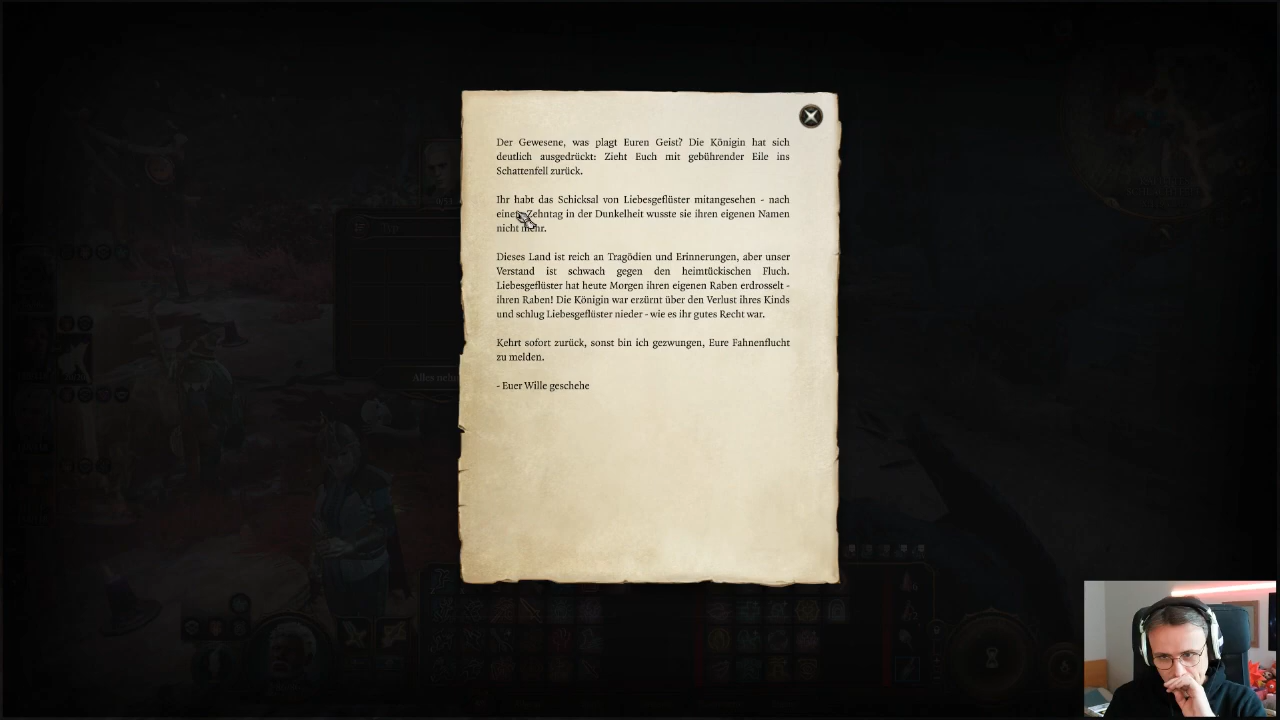 Der Gewesene, was plagt Euren Geist? Die Königin hat sich
deutlich ausgedrückt: Zieht Euch mit gebührender Eile ins
Schattenfell zurück.
Ihr habt das Schicksal von Liebesgeflüster mitangesehen - nach
einem Zehntag in der Dunkelheit wusste sie ihren eigenen Namen
nicht mehr.
Dieses Land ist reich an Tragödien und Erinnerungen, aber unser
Verstand ist schwach gegen den heimtückischen Fluch.
Liebesgeflüster hat heute Morgen ihren eigenen Raben erdrosselt -
ihren Raben! Die Königin war erzürnt über den Verlust ihres Kinds
und schlug Liebesgeflüster nieder - wie es ihr gutes Recht war.
Kehrt sofort zurück, sonst bin ich gezwungen, Eure Fahnenflucht
zu melden.
- Euer Wille geschehe
Alles